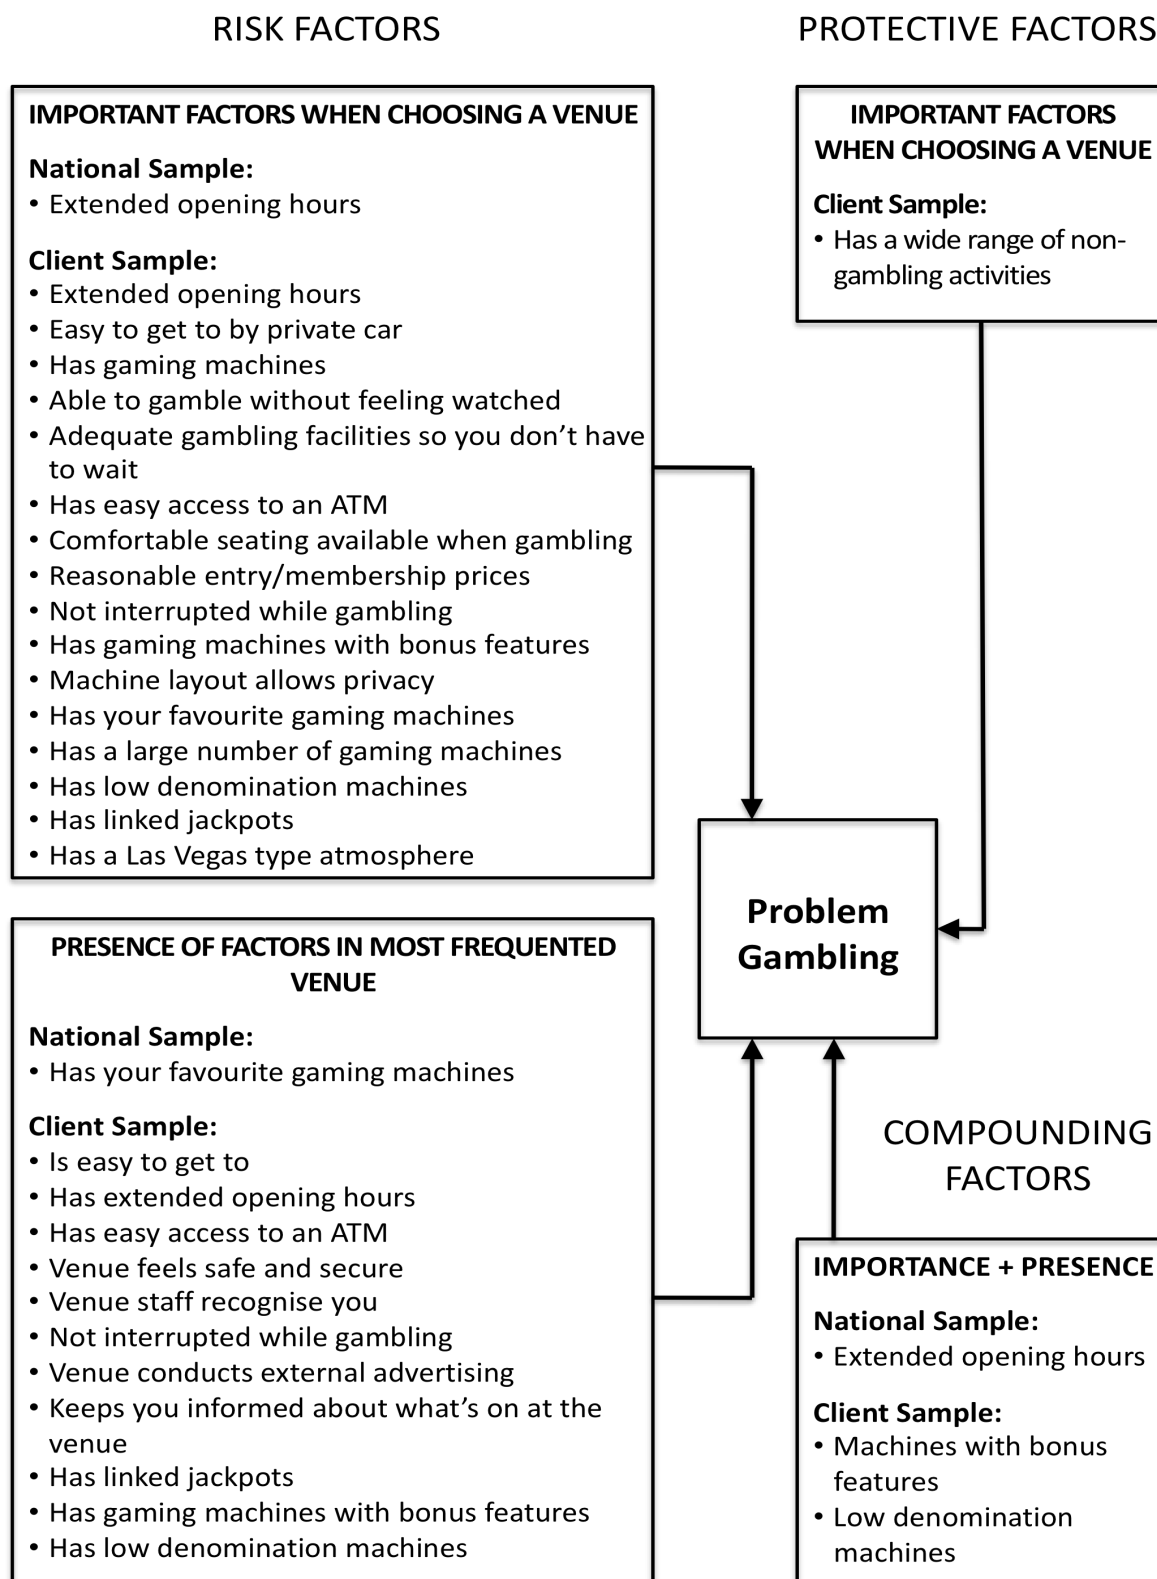 RISK FACTORS
PROTECTIVE FACTORS
IMPORTANT FACTORS WHEN CHOOSING A VENUE
National Sample:
• Extended opening hours
Client Sample:
• Extended opening hours
• Easy to get to by private car
• Has gaming machines
• Able to gamble without feeling watched
• Adequate gambling facilities so you don’t have
to wait
• Has easy access to an ATM
• Comfortable seating available when gambling
• Reasonable entry/membership prices
• Not interrupted while gambling
• Has gaming machines with bonus features
• Machine layout allows privacy
• Has your favourite gaming machines
• Has a large number of gaming machines
• Has low denomination machines
• Has linked jackpots
• Has a Las Vegas type atmosphere
IMPORTANT FACTORS
WHEN CHOOSING A VENUE
Client Sample:
• Has a wide range of non-
gambling activities
Problem
Gambling
PRESENCE OF FACTORS IN MOST FREQUENTED
VENUE
National Sample:
• Has your favourite gaming machines
Client Sample:
• Is easy to get to
• Has extended opening hours
• Has easy access to an ATM
• Venue feels safe and secure
• Venue staff recognise you
• Not interrupted while gambling
• Venue conducts external advertising
• Keeps you informed about what’s on at the
venue
• Has linked jackpots
• Has gaming machines with bonus features
• Has low denomination machines
COMPOUNDING
FACTORS
IMPORTANCE + PRESENCE
National Sample:
• Extended opening hours
Client Sample:
• Machines with bonus
features
• Low denomination
machines